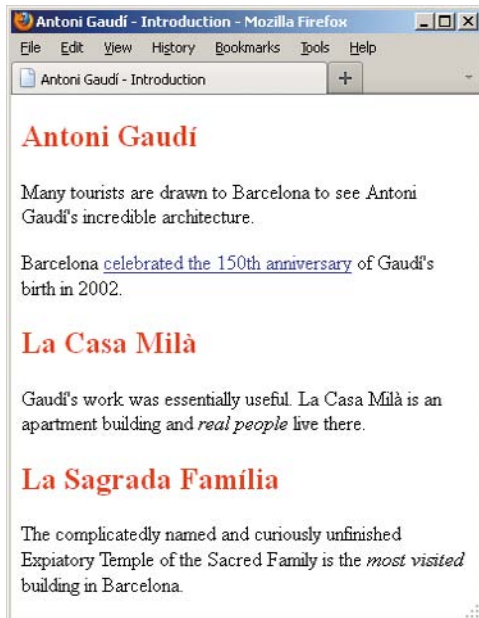 Antoni Gaudí - Introduction - Mozilla Firefox
File Edit View History Bookmarks Tools Help
Antoni Gaudí - Introduction
Antoni Gaudí
Many tourists are drawn to Barcelona to see Antoni
Gaudí's incredible architecture.
Barcelona celebrated the 150th anniversary of Gaudí's
birth in 2002.
La Casa Milà
Gaudí's work was essentially useful. La Casa Milà is an
apartment building and real people live there.
La Sagrada Família
The complicatedly named and curiously unfinished
Expiatory Temple of the Sacred Family is the most visited
building in Barcelona.